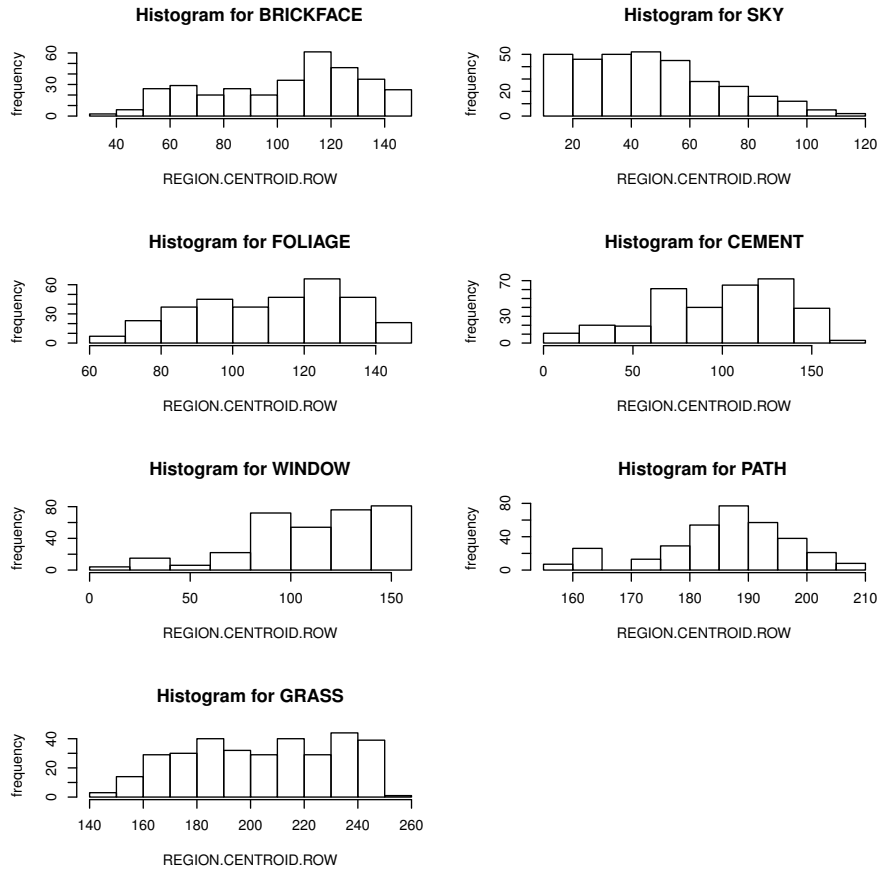 Histogram for BRICKFACE
frequency
0 30 60
40 60 80 100 120 140
REGION.CENTROID.ROW
Histogram for SKY
frequency
0 20 50
20 40 60 80 100 120
REGION.CENTROID.ROW
Histogram for FOLIAGE
frequency
0 30 60
60 80 100 120 140
REGION.CENTROID.ROW
Histogram for CEMENT
frequency
0 30 70
0 50 100 150
REGION.CENTROID.ROW
Histogram for WINDOW
frequency
0 40 80
0 50 100 150
REGION.CENTROID.ROW
Histogram for PATH
frequency
0 40 80
160 170 180 190 200 210
REGION.CENTROID.ROW
Histogram for GRASS
frequency
0 20 40
140 160 180 200 220 240 260
REGION.CENTROID.ROW